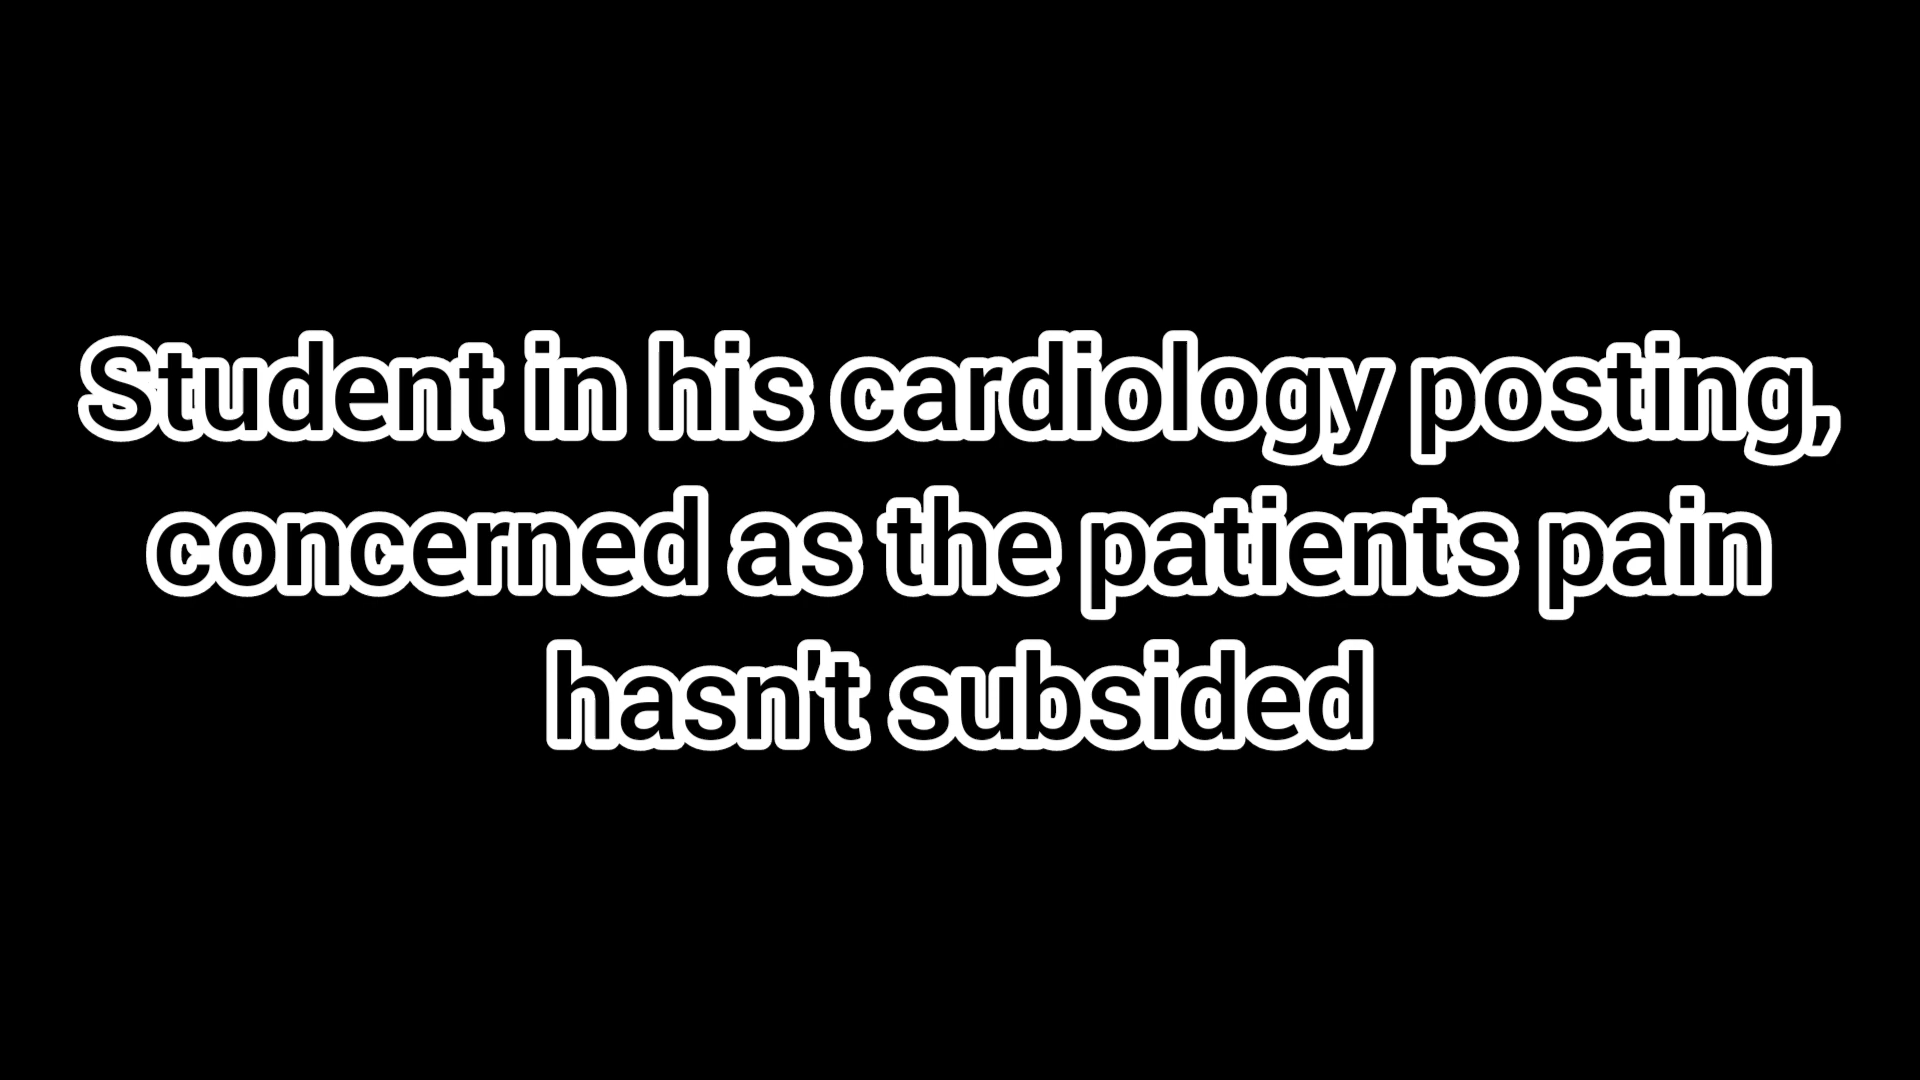 Student in his cardiology posting,
concerned as the patients pain
hasn't subsided